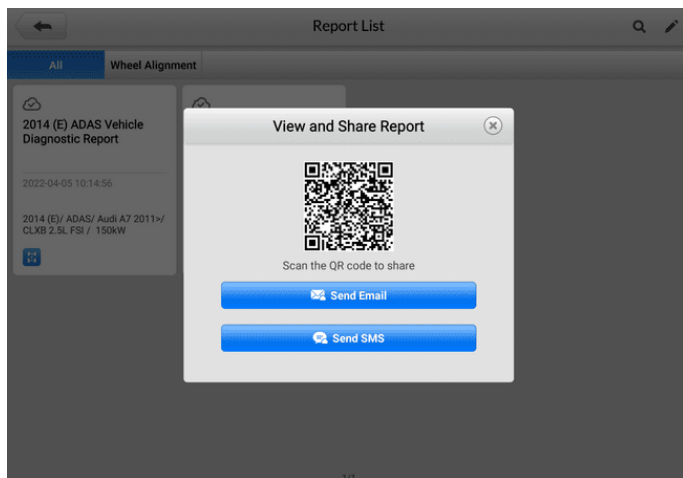 Report List
All
Wheel Alignment
2014 (E) ADAS Vehicle
Diagnostic Report
2022-04-05 10:14:56
2014 (E)/ ADAS/ Audi A7 2011>/
CLXB 2.5L FSI / 150kW
View and Share Report
Scan the QR code to share
Send Email
Send SMS